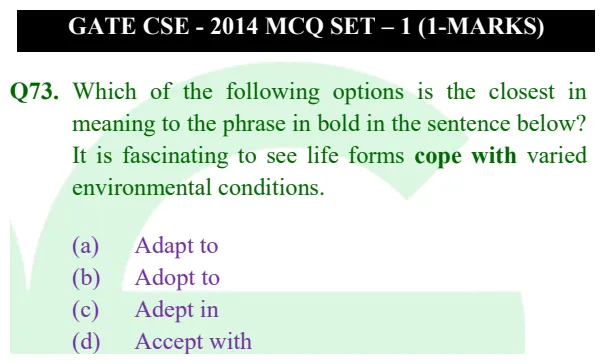 GATE CSE - 2014 MCQ SET – 1 (1-MARKS)
Q73. Which of the following options is the closest in
meaning to the phrase in bold in the sentence below?
It is fascinating to see life forms cope with varied
environmental conditions.
(a) Adapt to
(b) Adopt to
(c) Adept in
(d) Accept with